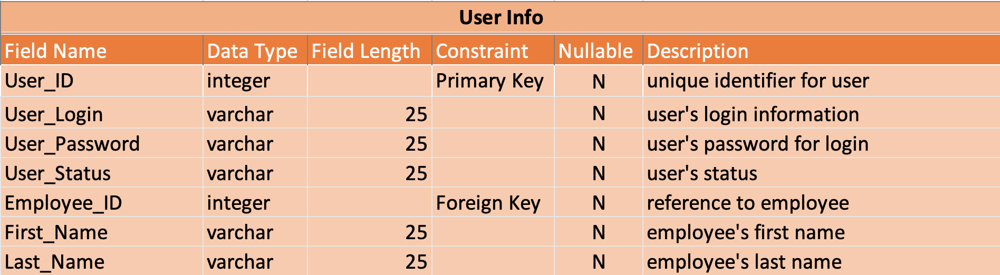 User Info
Field Name Data Type Field Length Constraint Nullable Description
User_ID integer Primary Key N unique identifier for user
User_Login varchar 25 N user's login information
User_Password varchar 25 N user's password for login
User_Status varchar 25 N user's status
Employee_ID integer Foreign Key N reference to employee
First_Name varchar 25 N employee's first name
Last_Name varchar 25 N employee's last name